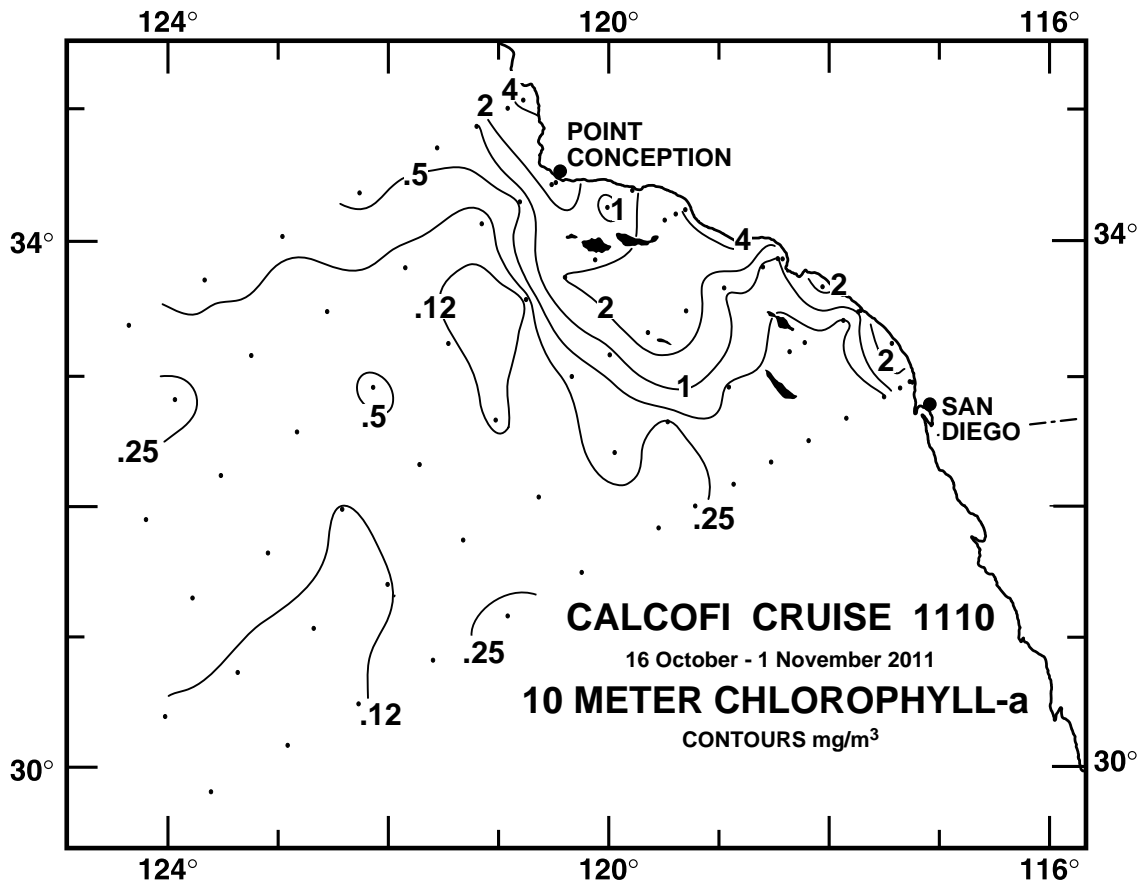 124° 120° 116°
4
2
POINT
CONCEPTION
.5
1
34° 4 34°
2
.12 2
1
2
.5
SAN
DIEGO
.25
.25
CALCOFI CRUISE 1110
.25
16 October - 1 November 2011
10 METER CHLOROPHYLL-a
.12
CONTOURS mg/m³
30° 30°
124° 120° 116°